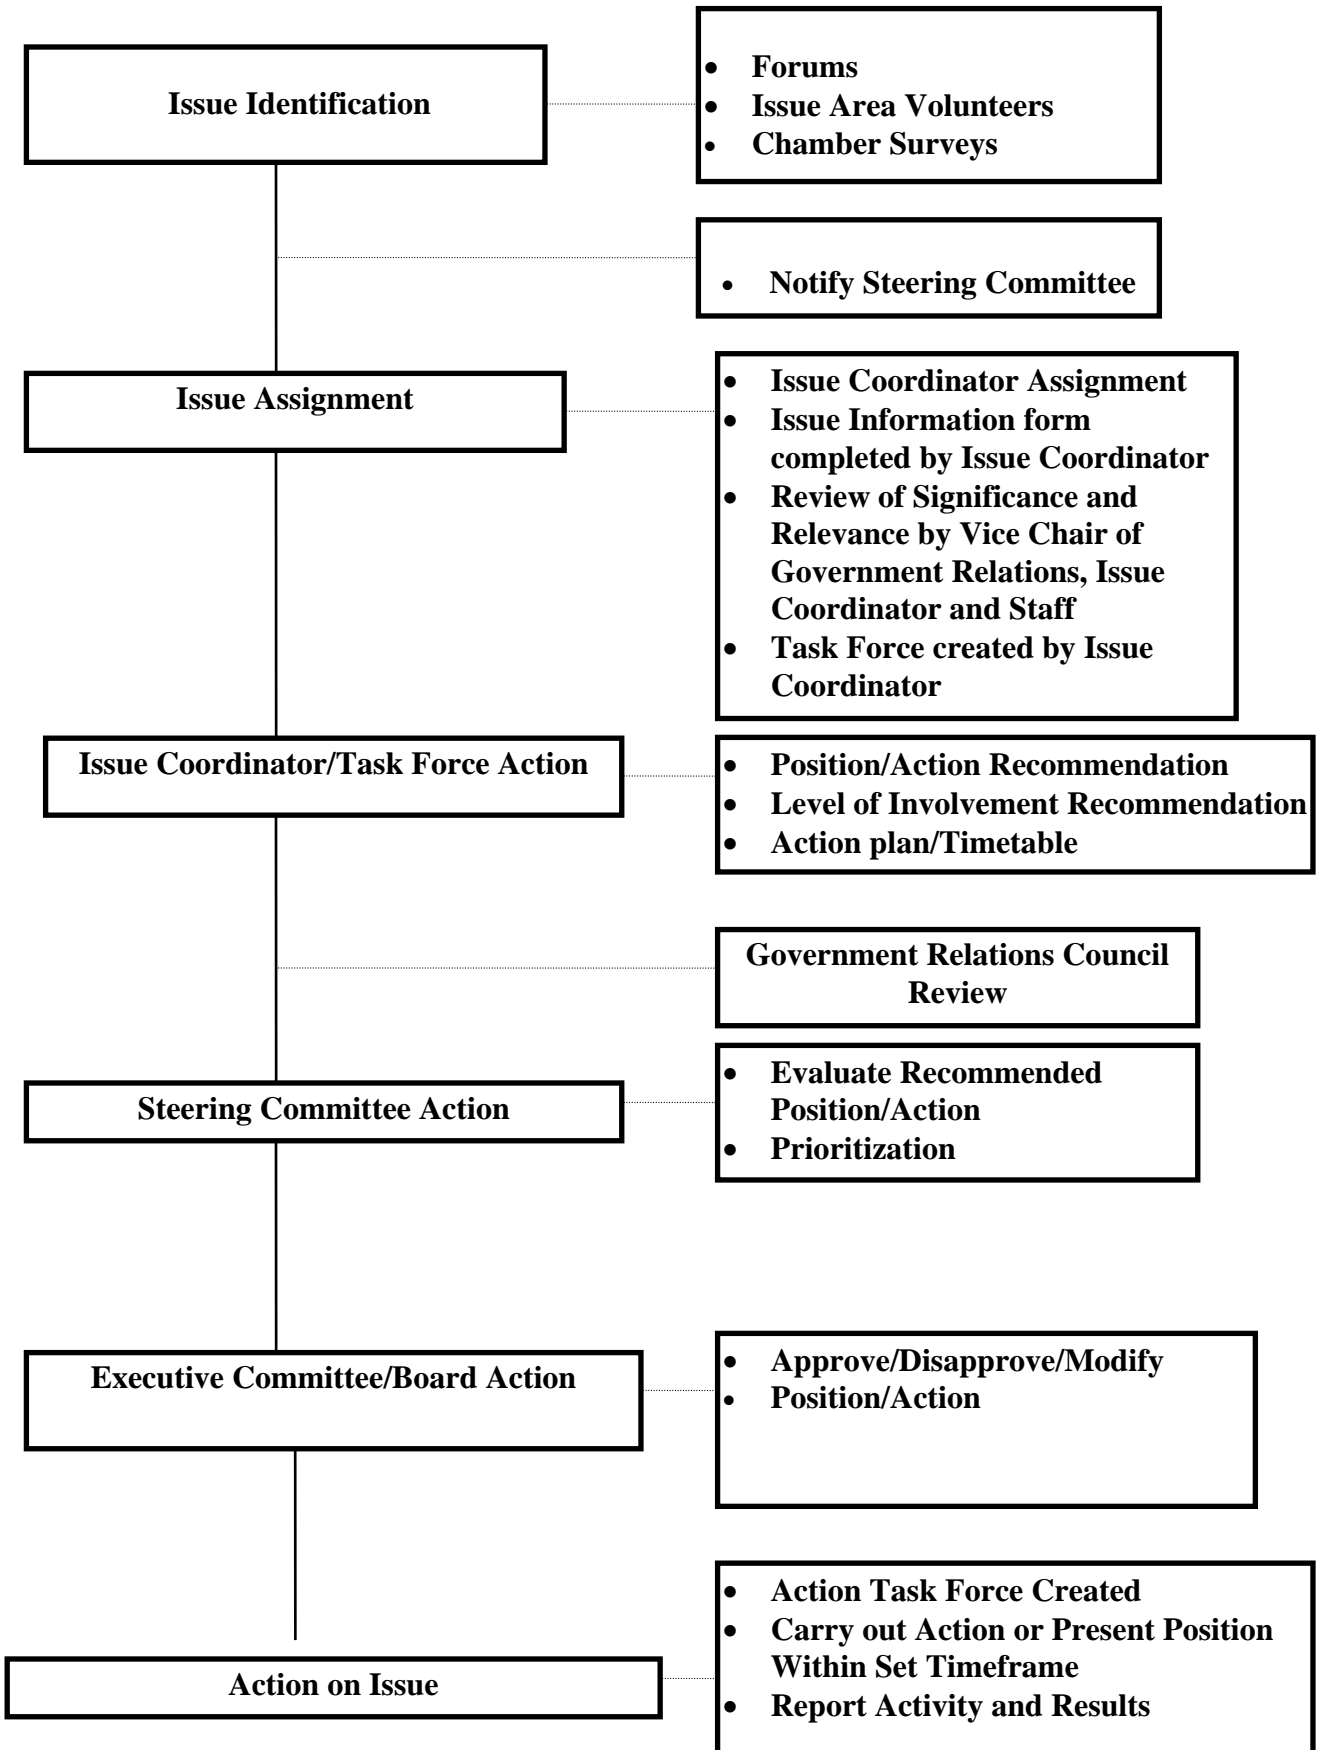 Issue Identification
• Forums
• Issue Area Volunteers
• Chamber Surveys
• Notify Steering Committee
Issue Assignment
• Issue Coordinator Assignment
• Issue Information form
completed by Issue Coordinator
• Review of Significance and
Relevance by Vice Chair of
Government Relations, Issue
Coordinator and Staff
• Task Force created by Issue
Coordinator
Issue Coordinator/Task Force Action
• Position/Action Recommendation
• Level of Involvement Recommendation
• Action plan/Timetable
Government Relations Council
Review
Steering Committee Action
• Evaluate Recommended
Position/Action
• Prioritization
Executive Committee/Board Action
• Approve/Disapprove/Modify
• Position/Action
Action on Issue
• Action Task Force Created
• Carry out Action or Present Position
Within Set Timeframe
• Report Activity and Results